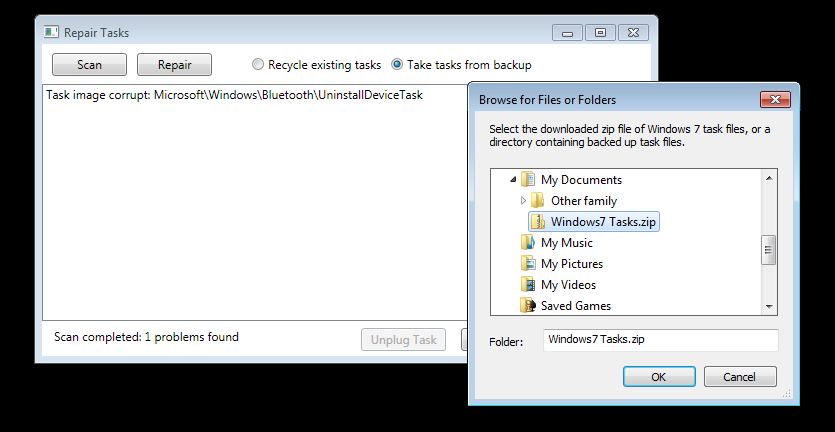 Repair Tasks
Scan
Repair
Recycle existing tasks
Take tasks from backup
Task image corrupt: Microsoft\Windows\Bluetooth\UninstallDeviceTask
Scan completed: 1 problems found
Unplug Task
Browse for Files or Folders
Select the downloaded zip file of Windows 7 task files, or a
directory containing backed up task files.
My Documents
Other family
Windows7 Tasks.zip
My Music
My Pictures
My Videos
Saved Games
Folder:
Windows7 Tasks.zip
OK
Cancel